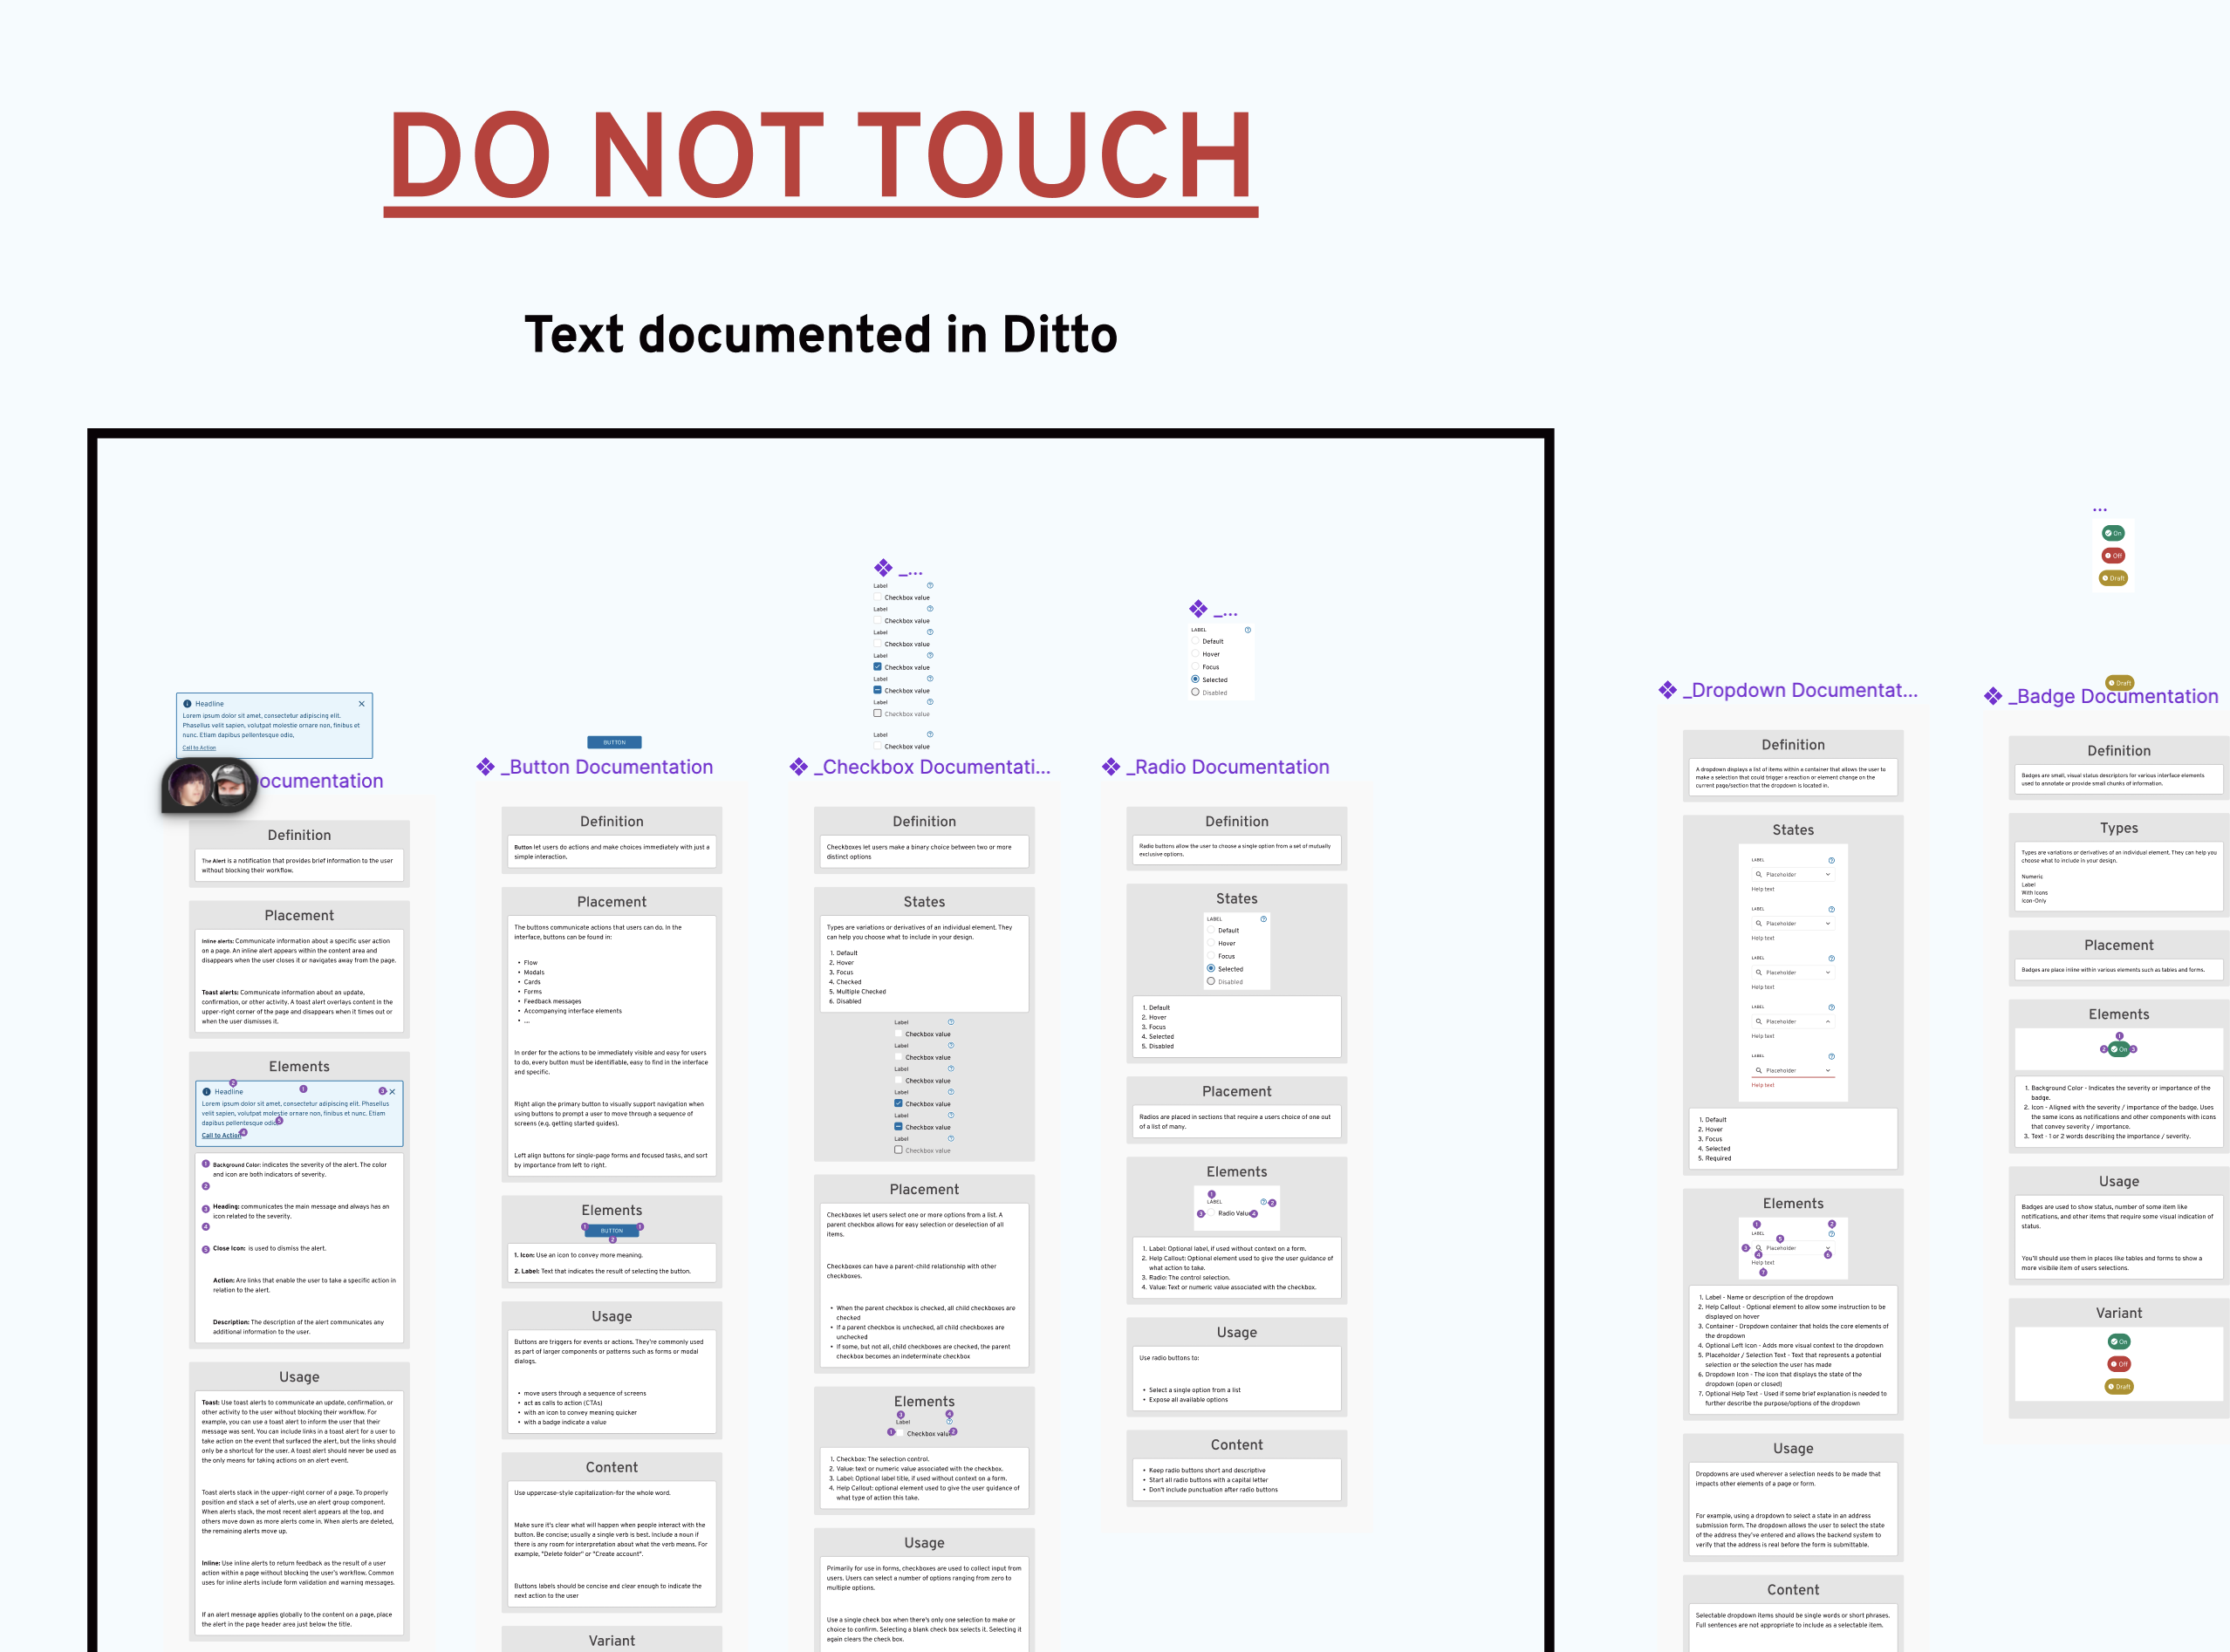 DO NOT TOUCH
Text documented in Ditto
Headline
Lorem ipsum dolor sit amet, consectetur adipiscing elit.
Phasellus velit sapien, volutpat molestie ornare non, finibus et
nunc. Etiam dapibus pellentesque odio,
Call to Action
ocumentation
Definition
The Alert is a notification that provides brief information to the user
without blocking their workflow.
Placement
Inline alerts: Communicate information about a specific user action
on a page. An inline alert appears within the content area and
disappears when the user closes it or navigates away from the page.
Toast alerts: Communicate information about an update,
confirmation, or other activity. A toast alert overlays content in the
upper-right corner of the page and disappears when it times out or
when the user dismisses it.
Elements
2
1
3
Headline
Lorem ipsum dolor sit amet, consectetur adipiscing elit. Phasellus
velit sapien, volutpat molestie ornare non, finibus et nunc. Etiam
dapibus pellentesque odio,
5
Call to Action
4
1 Background Color: indicates the severity of the alert. The color
and icon are both indicators of severity.
2
Heading: communicates the main message and always has an
3
icon related to the severity.
4
5 Close Icon: is used to dismiss the alert.
Action: Are links that enable the user to take a specific action in
relation to the alert.
Description: The description of the alert communicates any
additional information to the user.
Usage
Toast: Use toast alerts to communicate an update, confirmation, or
other activity to the user without blocking their workflow. For
example, you can use a toast alert to inform the user that their
message was sent. You can include links in a toast alert for a user to
take action on the event that surfaced the alert, but the links should
only be a shortcut for the user. A toast alert should never be used as
the only means for taking actions on an alert event.
Toast alerts stack in the upper-right corner of a page. To properly
position and stack a set of alerts, use an alert group component.
When alerts stack, the most recent alert appears at the top, and
others move down as more alerts come in. When alerts are deleted,
the remaining alerts move up.
Inline: Use inline alerts to return feedback as the result of a user
action within a page without blocking the user's workflow. Common
uses for inline alerts include form validation and warning messages.
If an alert message applies globally to the content on a page, place
the alert in the page header area just below the title.
BUTTON
_Button Documentation
Definition
Button let users do actions and make choices immediately with just a
simple interaction.
Placement
The buttons communicate actions that users can do. In the
interface, buttons can be found in:
• Flow
• Modals
• Cards
• Forms
• Feedback messages
• Accompanying interface elements
• ...
In order for the actions to be immediately visible and easy for users
to do, every button must be identifiable, easy to find in the interface
and specific.
Right align the primary button to visually support navigation when
using buttons to prompt a user to move through a sequence of
screens (e.g. getting started guides).
Left align buttons for single-page forms and focused tasks, and sort
by importance from left to right.
Elements
1
BUTTON
1
2
1. Icon: Use an icon to convey more meaning.
2. Label: Text that indicates the result of selecting the button.
Usage
Buttons are triggers for events or actions. They're commonly used
as part of larger components or patterns such as forms or modal
dialogs.
• move users through a sequence of screens
• act as calls to action (CTAs)
• with an icon to convey meaning quicker
• with a badge indicate a value
Content
Use uppercase-style capitalization-for the whole word.
Make sure it's clear what will happen when people interact with the
button. Be concise; usually a single verb is best. Include a noun if
there is any room for interpretation about what the verb means. For
example, "Delete folder" or "Create account".
Buttons labels should be concise and clear enough to indicate the
next action to the user
Variant
_...
Label
Checkbox value
Label
Checkbox value
Label
Checkbox value
Label
Checkbox value
Label
Checkbox value
Label
Checkbox value
Label
Checkbox value
_Checkbox Documentati...
Definition
Checkboxes let users make a binary choice between two or more
distinct options
States
Types are variations or derivatives of an individual element. They
can help you choose what to include in your design.
1. Default
2. Hover
3. Focus
4. Checked
5. Multiple Checked
6. Disabled
Label
Checkbox value
Label
Checkbox value
Label
Checkbox value
Label
Checkbox value
Label
Checkbox value
Label
Checkbox value
Placement
Checkboxes let users select one or more options from a list. A
parent checkbox allows for easy selection or deselection of all
items.
Checkboxes can have a parent-child relationship with other
checkboxes.
• When the parent checkbox is checked, all child checkboxes are
checked
• If a parent checkbox is unchecked, all child checkboxes are
unchecked
• If some, but not all, child checkboxes are checked, the parent
checkbox becomes an indeterminate checkbox
Elements
3
4
Label
1
Checkbox value
2
1. Checkbox: The selection control.
2. Value: text or numeric value associated with the checkbox.
3. Label: Optional label title, if used without context on a form.
4. Help Callout: optional element used to give the user guidance of
what type of action this take.
Usage
Primarily for use in forms, checkboxes are used to collect input from
users. Users can select a number of options ranging from zero to
multiple options.
Use a single check box when there's only one selection to make or
choice to confirm. Selecting a blank check box selects it. Selecting it
again clears the check box.
_...
LABEL
Default
Hover
Focus
Selected
Disabled
_Radio Documentation
Definition
Radio buttons allow the user to choose a single option from a set of mutually
exclusive options.
States
LABEL
Default
Hover
Focus
Selected
Disabled
1. Default
2. Hover
3. Focus
4. Selected
5. Disabled
Placement
Radios are placed in sections that require a users choice of one out
of a list of many.
Elements
1
LABEL
2
3
Radio Value
4
1. Label: Optional label, if used without context on a form.
2. Help Callout: Optional element used to give the user guidance of
what action to take.
3. Radio: The control selection.
4. Value: Text or numeric value associated with the checkbox.
Usage
Use radio buttons to:
• Select a single option from a list
• Expose all available options
Content
• Keep radio buttons short and descriptive
• Start all radio buttons with a capital letter
• Don't include punctuation after radio buttons
_Dropdown Documentat...
Definition
A dropdown displays a list of items within a container that allows the user to
make a selection that could trigger a reaction or element change on the
current page/section that the dropdown is located in.
States
LABEL
Placeholder
Help text
LABEL
Placeholder
Help text
LABEL
Placeholder
Help text
LABEL
Placeholder
Help text
LABEL
Placeholder
Help text
1. Default
2. Hover
3. Focus
4. Selected
5. Required
Elements
1
2
LABEL
5
3
Placeholder
4
6
Help text
7
1. Label - Name or description of the dropdown
2. Help Callout - Optional element to allow some instruction to be
displayed on hover
3. Container - Dropdown container that holds the core elements of
the dropdown
4. Optional Left Icon - Adds more visual context to the dropdown
5. Placeholder / Selection Text - Text that represents a potential
selection or the selection the user has made
6. Dropdown Icon - The icon that displays the state of the
dropdown (open or closed)
7. Optional Help Text - Used if some brief explanation is needed to
further describe the purpose/options of the dropdown
Usage
Dropdowns are used wherever a selection needs to be made that
impacts other elements of a page or form.
For example, using a dropdown to select a state in an address
submission form. The dropdown allows the user to select the state
of the address they've entered and allows the backend system to
verify that the address is real before the form is submittable.
Content
Selectable dropdown items should be single words or short phrases.
Full sentences are not appropriate to include as a selectable item.
...
On
Off
Draft
Draft
_Badge Documentation
Definition
Badges are small, visual status descriptors for various interface elements
used to annotate or provide small chunks of information.
Types
Types are variations or derivatives of an individual element. They can help you
choose what to include in your design.
Numeric
Label
With Icons
Icon-Only
Placement
Badges are place inline within various elements such as tables and forms.
Elements
1
2
On
3
1. Background Color - Indicates the severity or importance of the
badge.
2. Icon - Aligned with the severity / importance of the badge. Uses
the same icons as notifications and other components with icons
that convey severity / importance.
3. Text - 1 or 2 words describing the importance / severity.
Usage
Badges are used to show status, number of some item like
notifications, and other items that require some visual indication of
status.
You'll should use them in places like tables and forms to show a
more visibile item of users selections.
Variant
On
Off
Draft